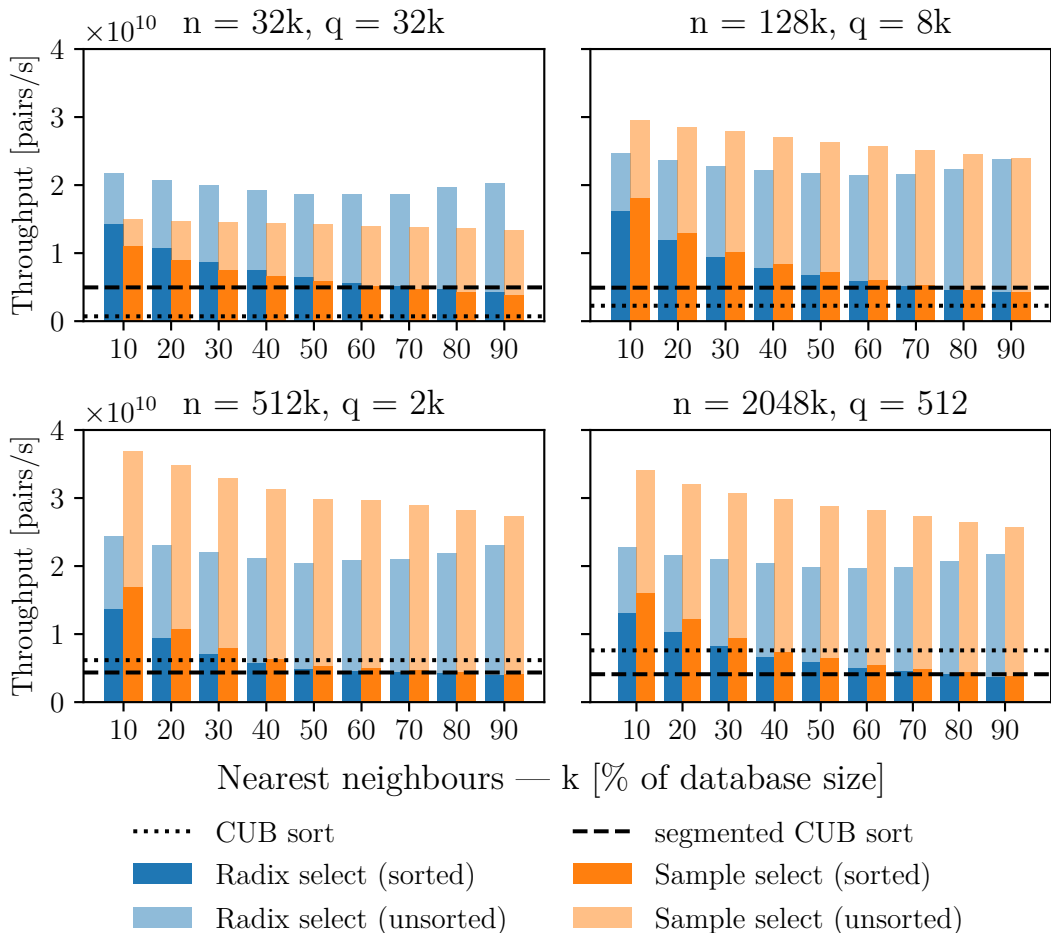 ×10¹⁰ n = 32k, q = 32k
n = 128k, q = 8k
Throughput [pairs/s]
4
3
2
1
0
10 20 30 40 50 60 70 80 90
10 20 30 40 50 60 70 80 90
×10¹⁰ n = 512k, q = 2k
n = 2048k, q = 512
Throughput [pairs/s]
4
3
2
1
0
10 20 30 40 50 60 70 80 90
10 20 30 40 50 60 70 80 90
Nearest neighbours — k [% of database size]
CUB sort
segmented CUB sort
Radix select (sorted)
Sample select (sorted)
Radix select (unsorted)
Sample select (unsorted)